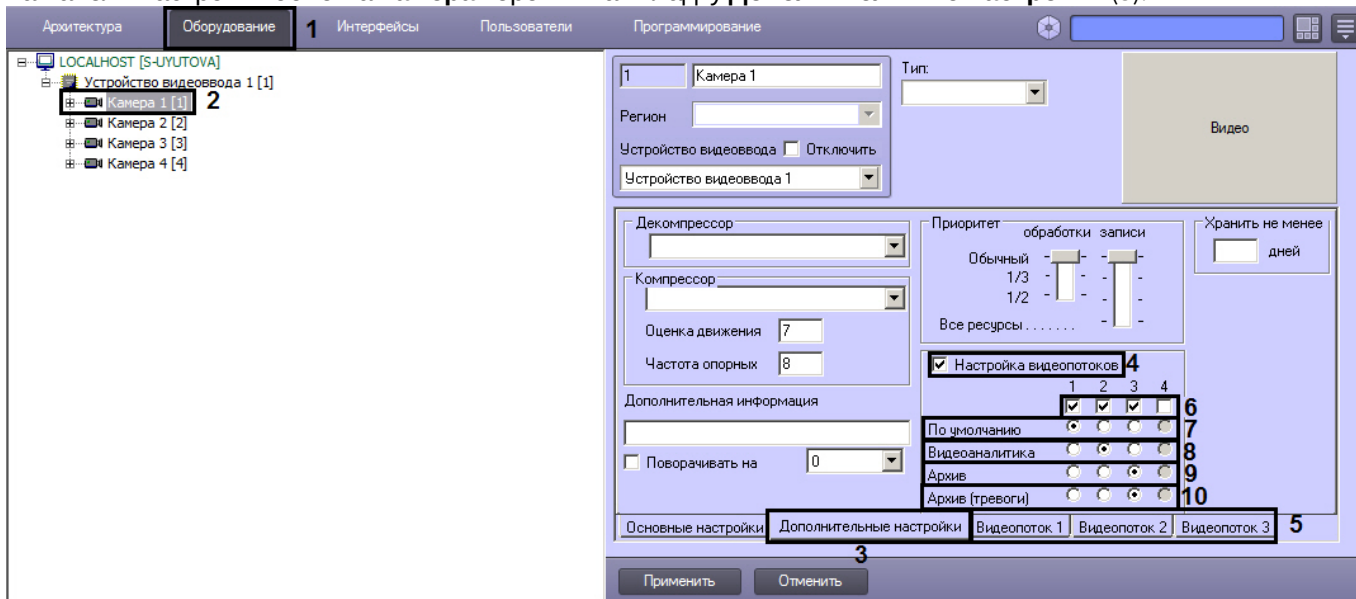 Архитектура Оборудование 1 Интерфейсы Пользователи Программирование
LOCALHOST [S-UYUTOVA]
Устройство видеоввода 1 [1]
Камера 1 [1] 2
Камера 2 [2]
Камера 3 [3]
Камера 4 [4]
1 Камера 1
Тип:
Регион
Устройство видеоввода Отключить
Устройство видеоввода 1
Видео
Декомпрессор
Компрессор
Оценка движения 7
Частота опорных 8
Дополнительная информация
Поворачивать на 0
Приоритет
обработки записи
Обычный
1/3
1/2
Все ресурсы.......
Хранить не менее
дней
Настройка видеопотоков 4
1 2 3 4
6
По умолчанию 7
Видеоаналитика 8
Архив 9
Архив (тревоги) 10
Основные настройки Дополнительные настройки Видеопоток 1 Видеопоток 2 Видеопоток 3 5
3
Применить Отменить